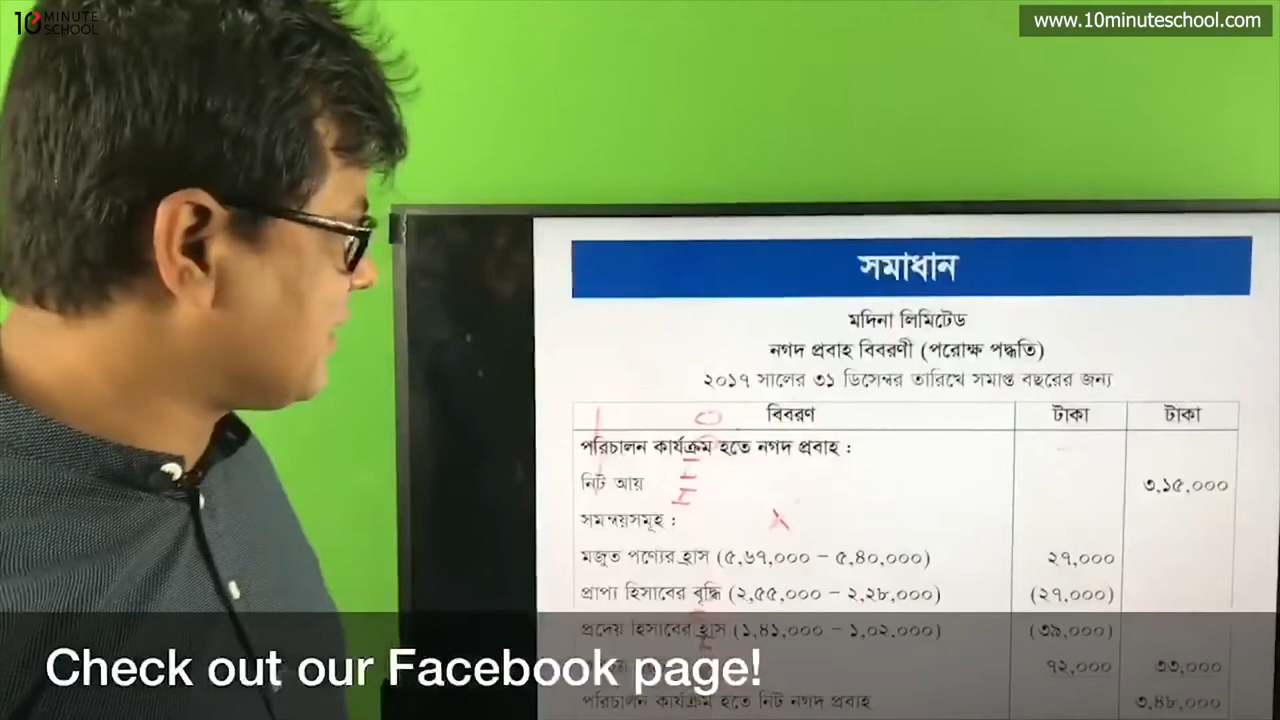 10 MINUTE SCHOOL
www.10minuteschool.com
সমাধান
মদিনা লিমিটেড
নগদ প্রবাহ বিবরণী (পরোক্ষ পদ্ধতি)
২০১৭ সালের ৩১ ডিসেম্বর তারিখে সমাপ্ত বছরের জন্য
বিবরণ টাকা টাকা
পরিচালন কার্যক্রম হতে নগদ প্রবাহ :
নিট আয় ৩,১৫,০০০
সমন্বয়সমূহ :
মজুত পণ্যের হ্রাস (৫,৬৭,০০০ – ৫,৪০,০০০) ২৭,০০০
প্রাপ্য হিসাবের বৃদ্ধি (২,৫৫,০০০ – ২,২৮,০০০) (২৭,০০০)
প্রদেয় হিসাবের হ্রাস (১,৪১,০০০ – ১,০২,০০০) (৩৯,০০০)
৭২,০০০ ৩৩,০০০
পরিচালন কার্যক্রম হতে নিট নগদ প্রবাহ ৩,৪৮,০০০
Check out our Facebook page!